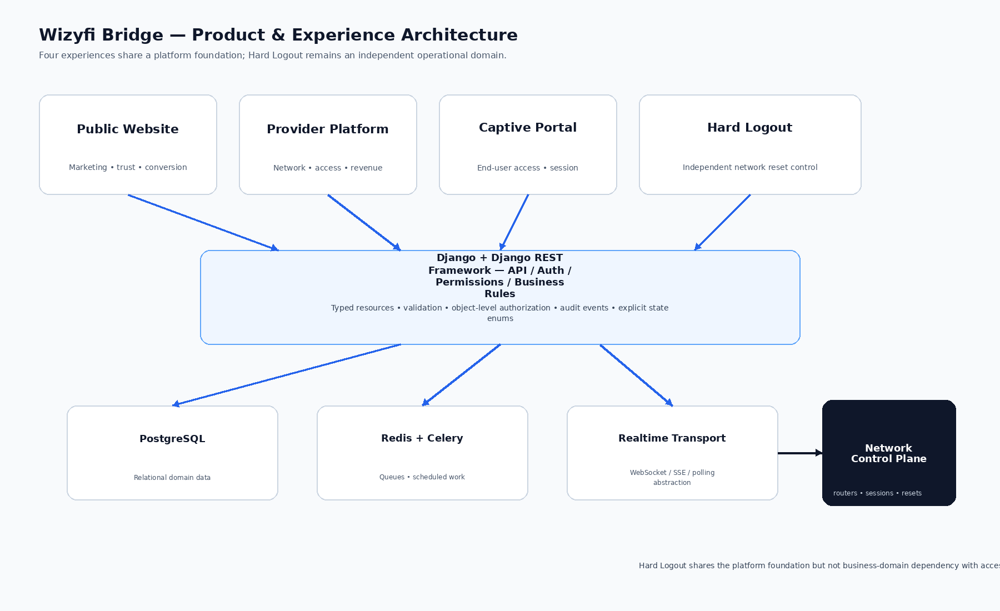 Wizyfi Bridge — Product & Experience Architecture
Four experiences share a platform foundation; Hard Logout remains an independent operational domain.
Public Website
Marketing • trust • conversion
Provider Platform
Network • access • revenue
Captive Portal
End-user access • session
Hard Logout
Independent network reset control
Django + Django REST
Framework — API / Auth /
Permissions / Business
Rules
Typed resources • validation • object-level authorization • audit events • explicit state
enums
PostgreSQL
Relational domain data
Redis + Celery
Queues • scheduled work
Realtime Transport
WebSocket / SSE / polling
abstraction
Network
Control Plane
routers • sessions • resets
Hard Logout shares the platform foundation but not business-domain dependency with